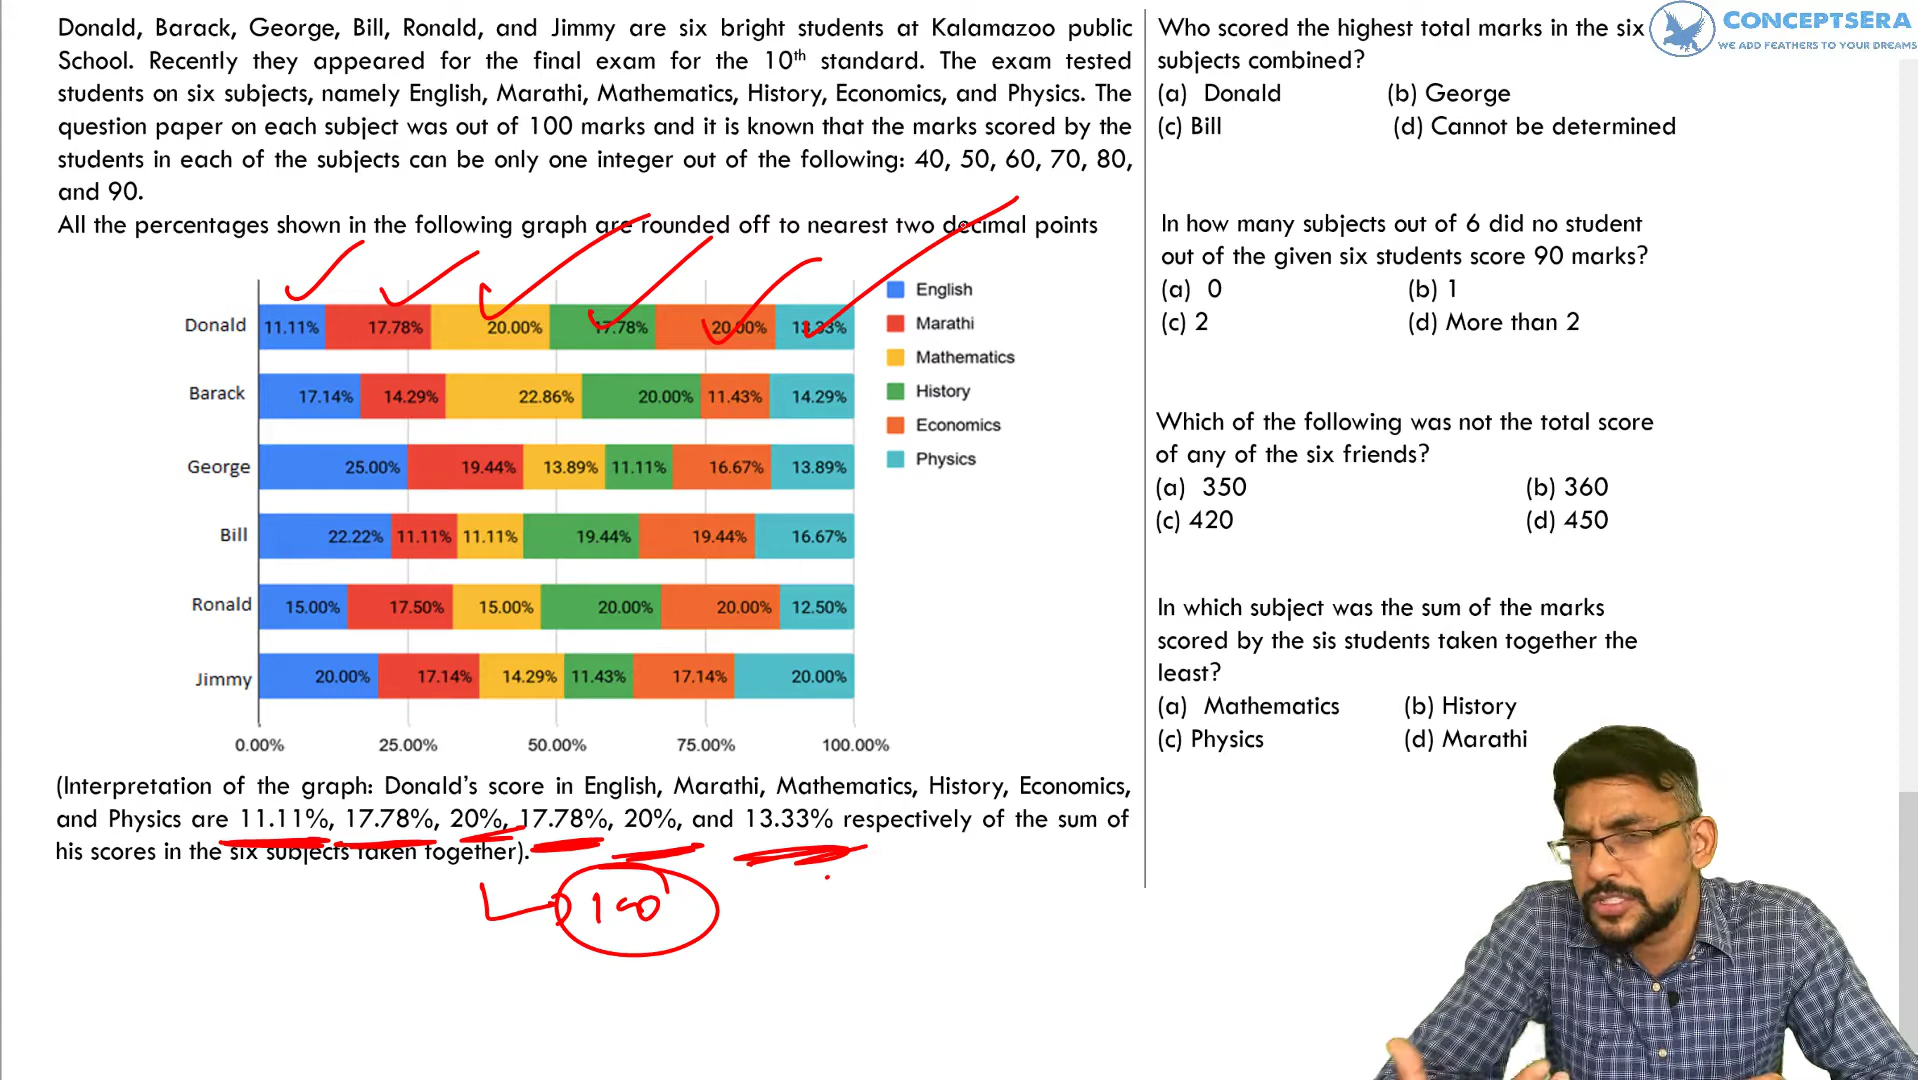 Donald, Barack, George, Bill, Ronald, and Jimmy are six bright students at Kalamazoo public
School. Recently they appeared for the final exam for the 10th standard. The exam tested
students on six subjects, namely English, Marathi, Mathematics, History, Economics, and Physics. The
question paper on each subject was out of 100 marks and it is known that the marks scored by the
students in each of the subjects can be only one integer out of the following: 40, 50, 60, 70, 80,
and 90.
All the percentages shown in the following graph are rounded off to nearest two decimal points
Donald 11.11% 17.78% 20.00% 17.78% 20.00% 13.33%
Barack 17.14% 14.29% 22.86% 20.00% 11.43% 14.29%
George 25.00% 19.44% 13.89% 11.11% 16.67% 13.89%
Bill 22.22% 11.11% 11.11% 19.44% 19.44% 16.67%
Ronald 15.00% 17.50% 15.00% 20.00% 20.00% 12.50%
Jimmy 20.00% 17.14% 14.29% 11.43% 17.14% 20.00%
0.00% 25.00% 50.00% 75.00% 100.00%
English
Marathi
Mathematics
History
Economics
Physics
(Interpretation of the graph: Donald's score in English, Marathi, Mathematics, History, Economics,
and Physics are 11.11%, 17.78%, 20%, 17.78%, 20%, and 13.33% respectively of the sum of
his scores in the six subjects taken together).
100
Who scored the highest total marks in the six
subjects combined?
(a) Donald (b) George
(c) Bill (d) Cannot be determined
In how many subjects out of 6 did no student
out of the given six students score 90 marks?
(a) 0 (b) 1
(c) 2 (d) More than 2
Which of the following was not the total score
of any of the six friends?
(a) 350 (b) 360
(c) 420 (d) 450
In which subject was the sum of the marks
scored by the sis students taken together the
least?
(a) Mathematics (b) History
(c) Physics (d) Marathi
CONCEPTSERA
WE ADD FEATHERS TO YOUR DREAMS